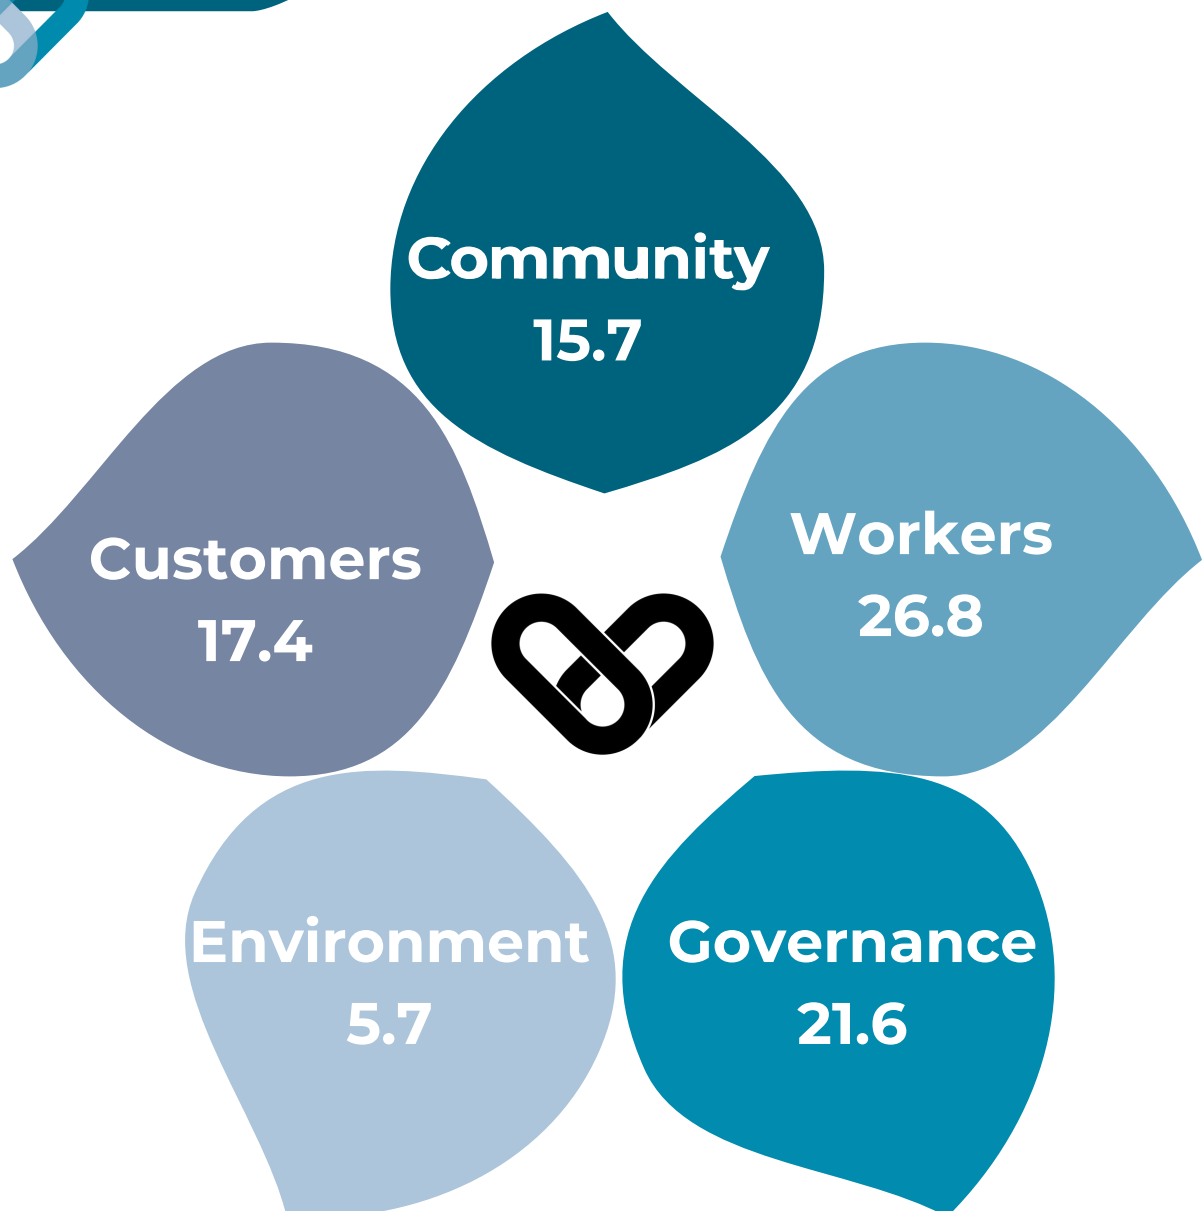 Community
15.7
Customers
17.4
Workers
26.8
Environment
5.7
Governance
21.6